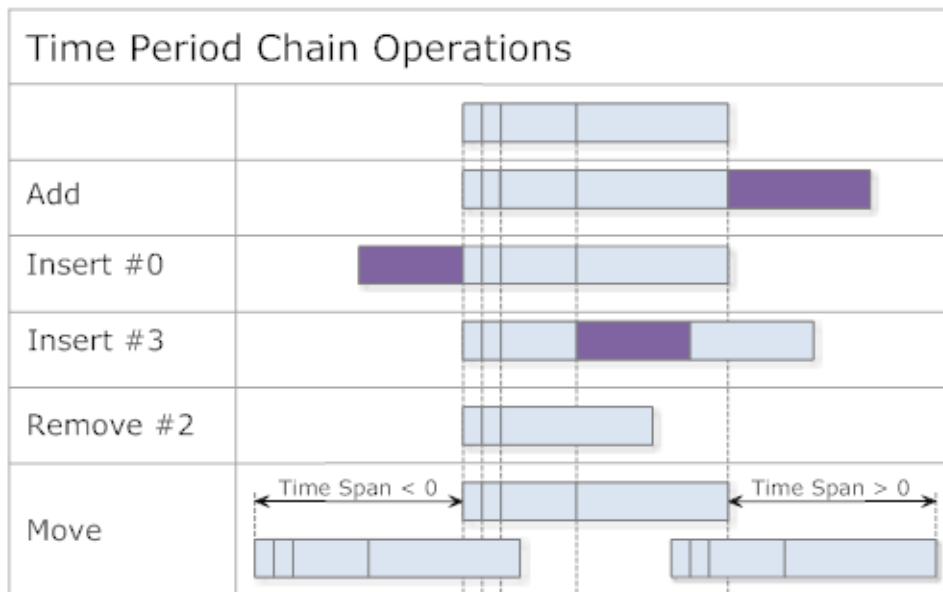 Time Period Chain Operations
Add
Insert #0
Insert #3
Remove #2
Time Span < 0
Time Span > 0
Move